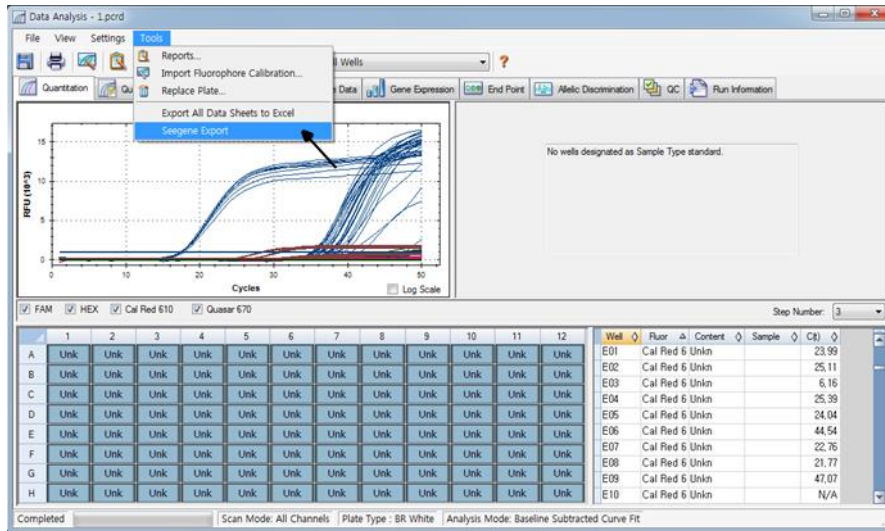 Data Analysis - 1.pcrd
File View Settings Tools
Reports...
Import Fluorophore Calibration...
Replace Plate...
Export All Data Sheets to Excel
Seegene Export
Wells
?
Quantitation Data Gene Expression End Point Allelic Discrimination QC Run Information
RFU (10^3)
15
10
5
0
0 10 20 30 40 50
Cycles
Log Scale
No wells designated as Sample Type standard.
FAM HEX Cal Red 610 Quasar 670 Step Number: 3
1 2 3 4 5 6 7 8 9 10 11 12
A Unk Unk Unk Unk Unk Unk Unk Unk Unk Unk Unk Unk
B Unk Unk Unk Unk Unk Unk Unk Unk Unk Unk Unk Unk
C Unk Unk Unk Unk Unk Unk Unk Unk Unk Unk Unk Unk
D Unk Unk Unk Unk Unk Unk Unk Unk Unk Unk Unk Unk
E Unk Unk Unk Unk Unk Unk Unk Unk Unk Unk Unk Unk
F Unk Unk Unk Unk Unk Unk Unk Unk Unk Unk Unk Unk
G Unk Unk Unk Unk Unk Unk Unk Unk Unk Unk Unk Unk
H Unk Unk Unk Unk Unk Unk Unk Unk Unk Unk Unk Unk
Well Fluor Content Sample C(t)
E01 Cal Red 6 Unkn 23,99
E02 Cal Red 6 Unkn 25,11
E03 Cal Red 6 Unkn 6,16
E04 Cal Red 6 Unkn 25,39
E05 Cal Red 6 Unkn 24,04
E06 Cal Red 6 Unkn 44,54
E07 Cal Red 6 Unkn 22,76
E08 Cal Red 6 Unkn 21,77
E09 Cal Red 6 Unkn 47,07
E10 Cal Red 6 Unkn N/A
Completed Scan Mode: All Channels Plate Type : BR White Analysis Mode: Baseline Subtracted Curve Fit